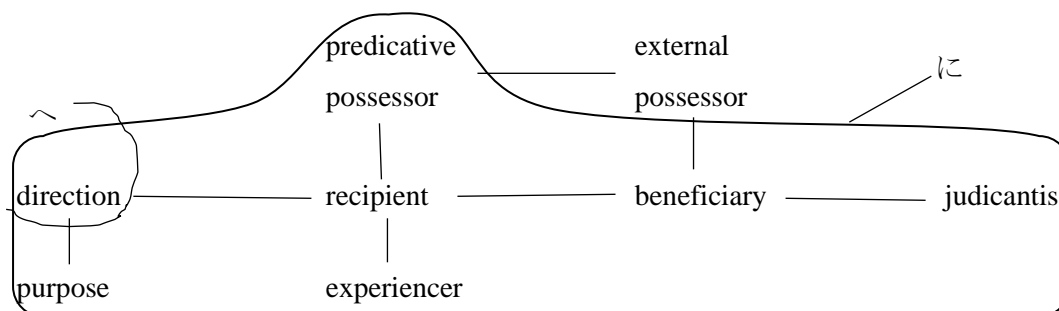 predicative external
に
possessor possessor
へ
direction recipient beneficiary judicantis
purpose experiencer